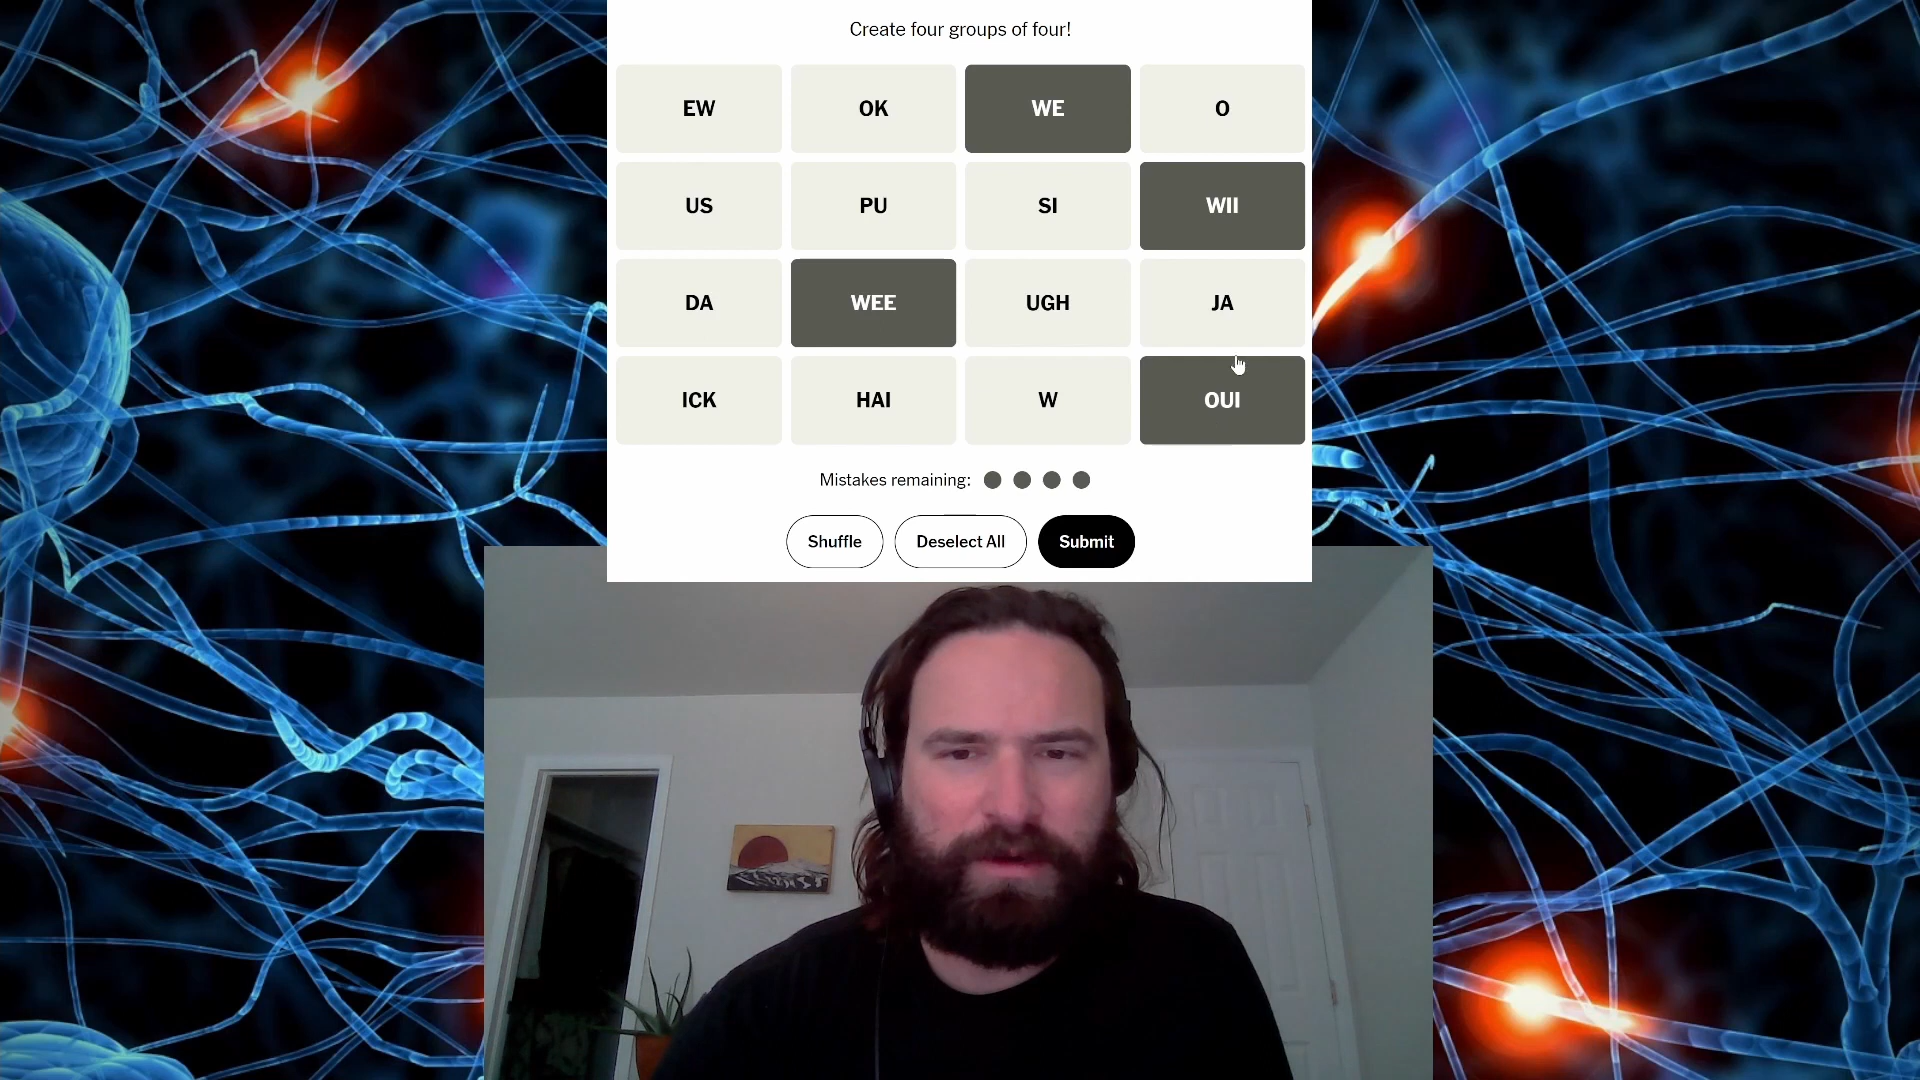 Create four groups of four!
EW OK WE O
US PU SI WII
DA WEE UGH JA
ICK HAI W OUI
Mistakes remaining:
Shuffle Deselect All Submit